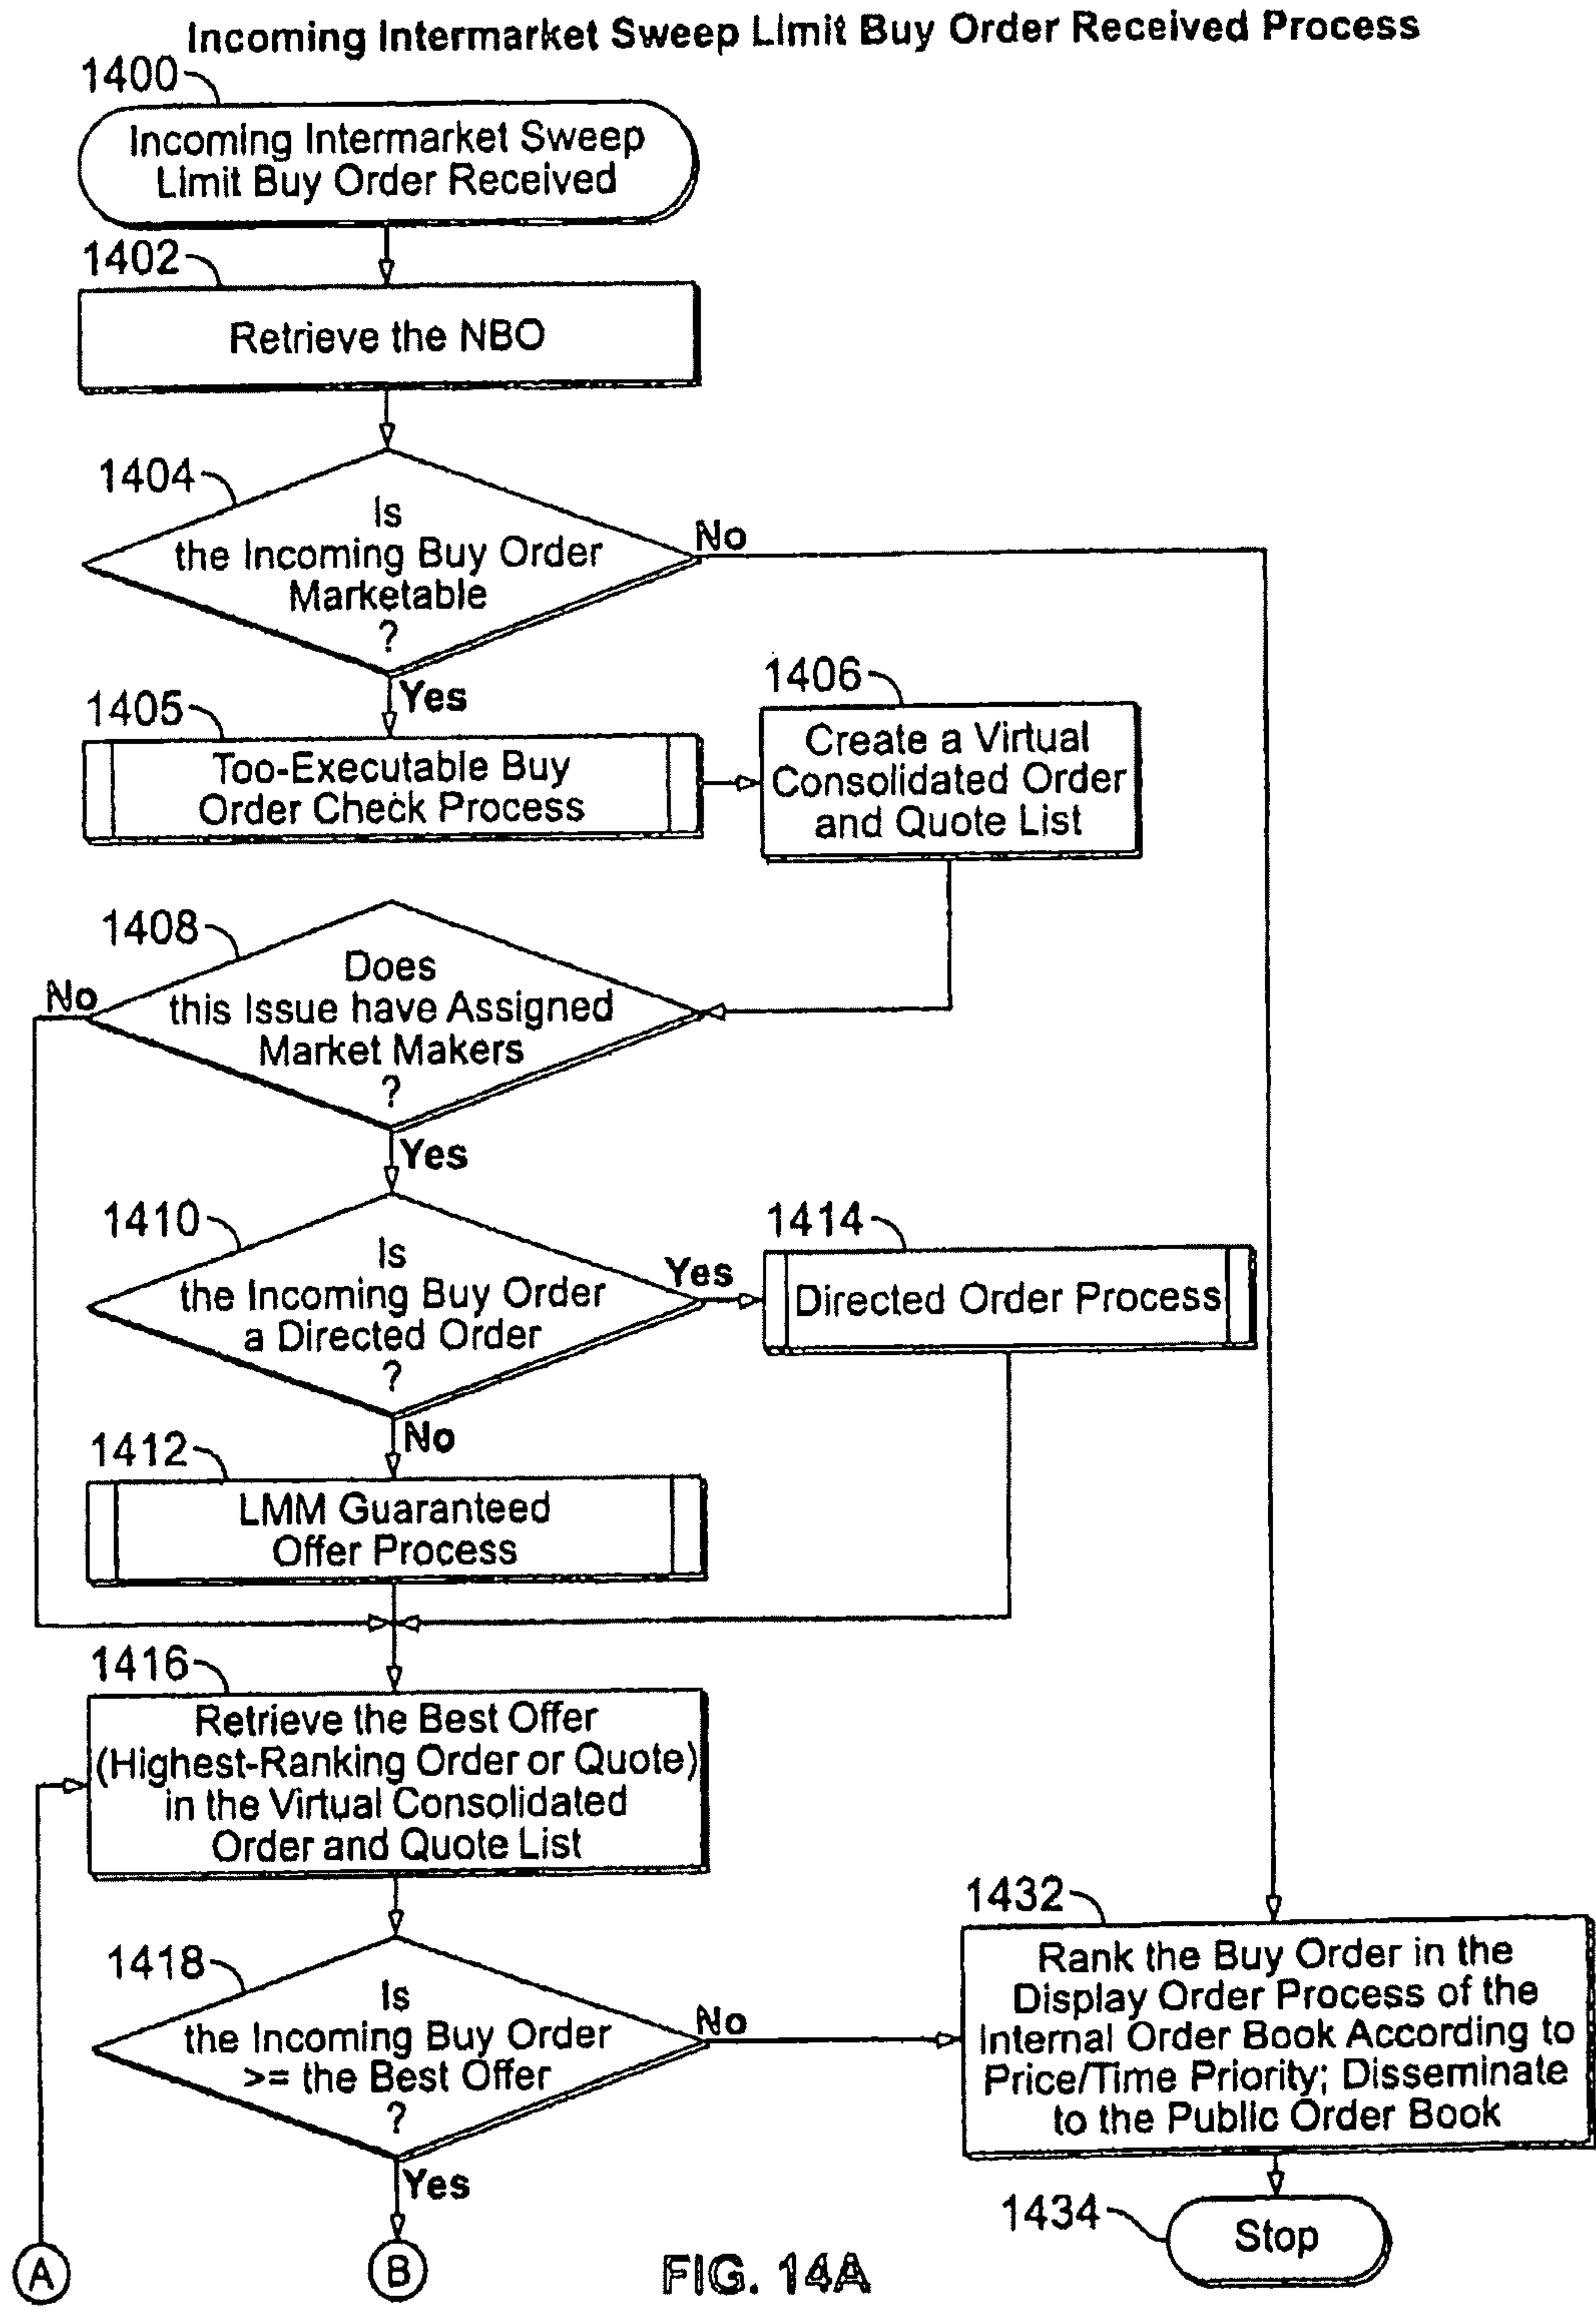 Incoming Intermarket Sweep Limit Buy Order Received Process
1400
Incoming Intermarket Sweep
Limit Buy Order Received
1402
Retrieve the NBO
1404
Is
the Incoming Buy Order
Marketable
?
No
Yes
1405
Too-Executable Buy
Order Check Process
1406
Create a Virtual
Consolidated Order
and Quote List
1408
Does
this Issue have Assigned
Market Makers
?
No
Yes
1410
Is
the Incoming Buy Order
a Directed Order
?
Yes
1414
Directed Order Process
No
1412
LMM Guaranteed
Offer Process
1416
Retrieve the Best Offer
(Highest-Ranking Order or Quote)
in the Virtual Consolidated
Order and Quote List
1418
Is
the Incoming Buy Order
>= the Best Offer
?
No
Yes
1432
Rank the Buy Order in the
Display Order Process of the
Internal Order Book According to
Price/Time Priority; Disseminate
to the Public Order Book
1434
Stop
A
B
FIG. 14A